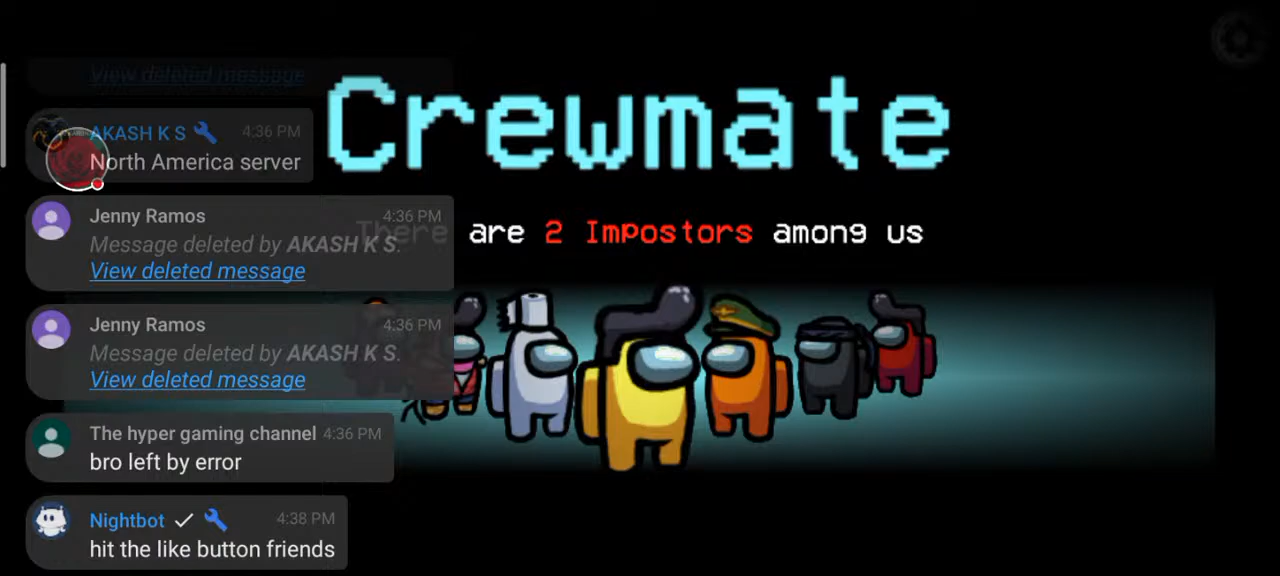 View deleted message
Crewmate
AKASH K S 4:36 PM
North America server
Jenny Ramos 4:36 PM
There are 2 Impostors among us
Message deleted by AKASH K S.
View deleted message
Jenny Ramos 4:36 PM
Message deleted by AKASH K S.
View deleted message
The hyper gaming channel 4:36 PM
bro left by error
Nightbot 4:38 PM
hit the like button friends